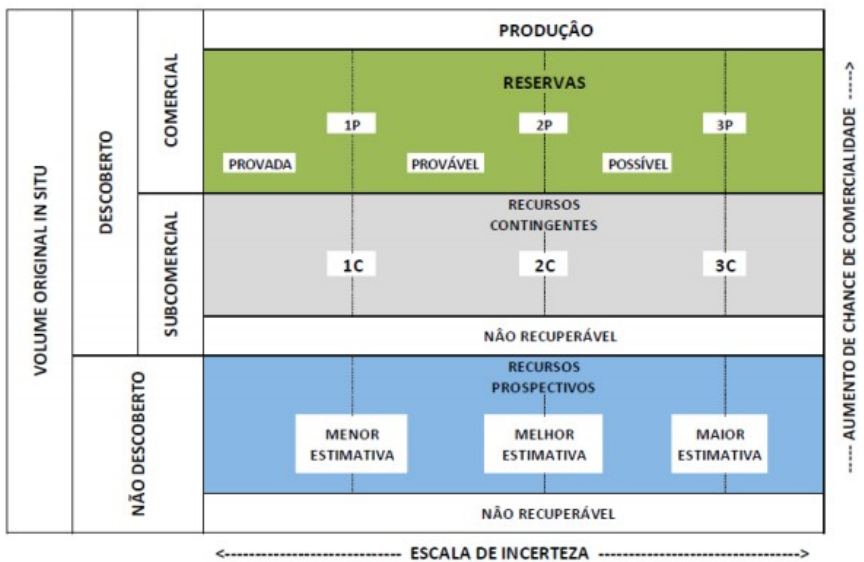 VOLUME ORIGINAL IN SITU
DESCOBERTO
COMERCIAL
PRODUÇÃO
RESERVAS
1P 2P 3P
PROVADA PROVÁVEL POSSÍVEL
SUBCOMERCIAL
RECURSOS
CONTINGENTES
1C 2C 3C
NÃO RECUPERÁVEL
NÃO DESCOBERTO
RECURSOS
PROSPECTIVOS
MENOR
ESTIMATIVA
MELHOR
ESTIMATIVA
MAIOR
ESTIMATIVA
NÃO RECUPERÁVEL
<---------------------------- ESCALA DE INCERTEZA ------------------------------->
----- AUMENTO DE CHANCE DE COMERCIALIDADE ----->